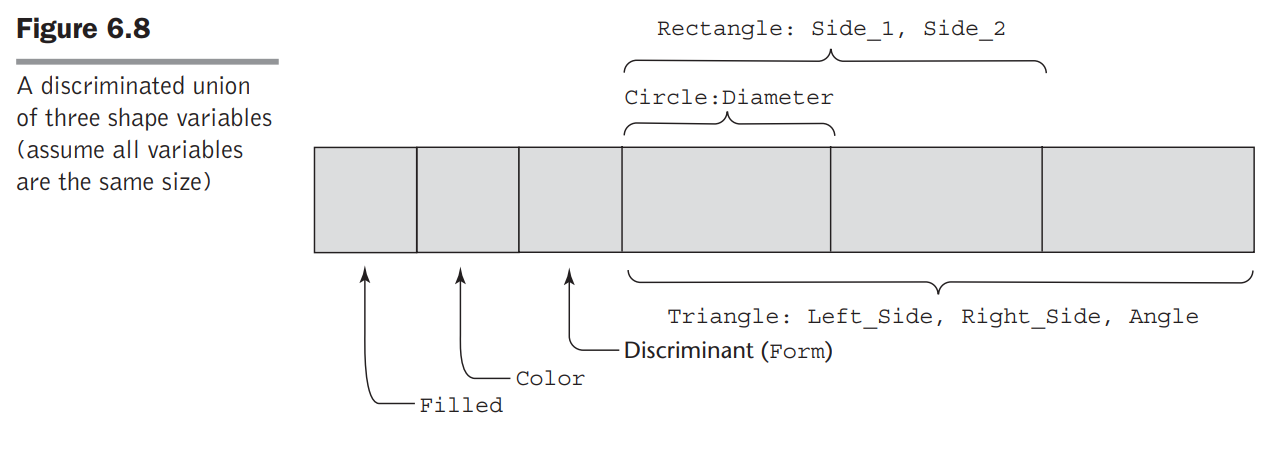 Figure 6.8
A discriminated union
of three shape variables
(assume all variables
are the same size)
Rectangle: Side_1, Side_2
Circle:Diameter
Triangle: Left_Side, Right_Side, Angle
Discriminant (Form)
Color
Filled